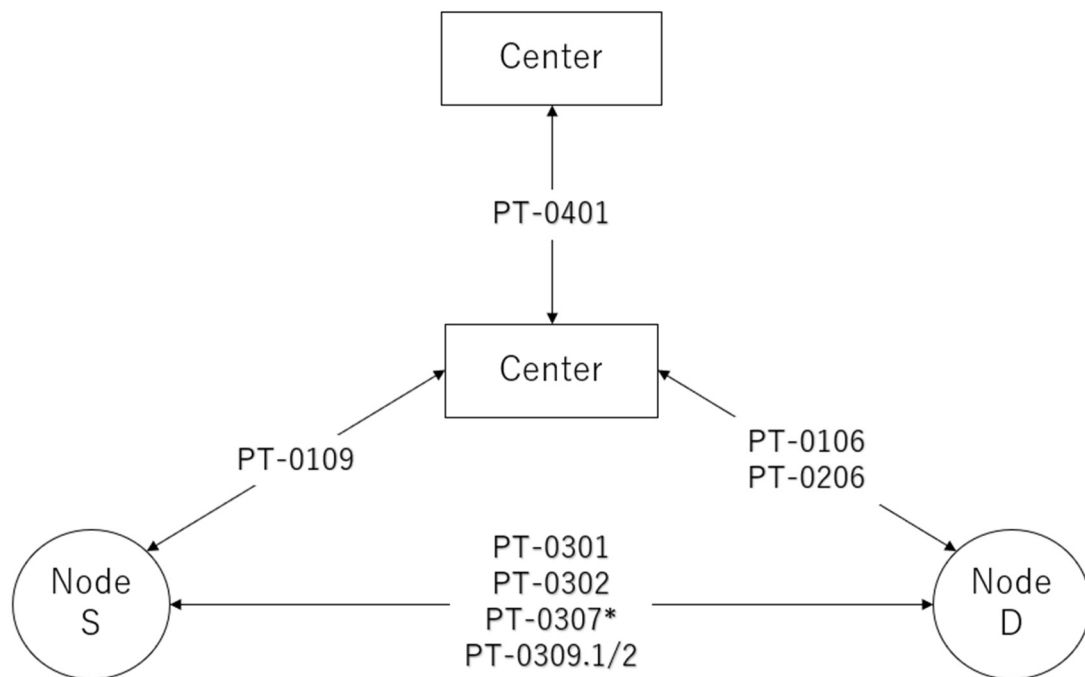 Center
PT-0401
Center
PT-0109
PT-0106
PT-0206
Node
S
PT-0301
PT-0302
PT-0307*
PT-0309.1/2
Node
D